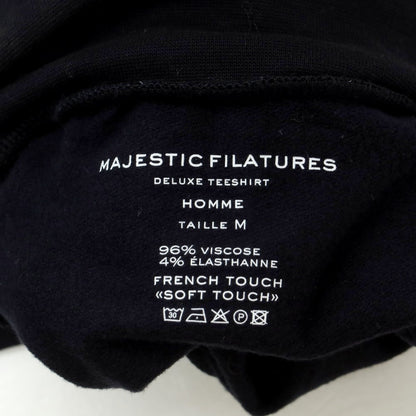 MAJESTIC FILATURES
DELUXE TEESHIRT
HOMME
TAILLE M
96% VISCOSE
4% ÉLASTHANNE
FRENCH TOUCH
«SOFT TOUCH»
30 P